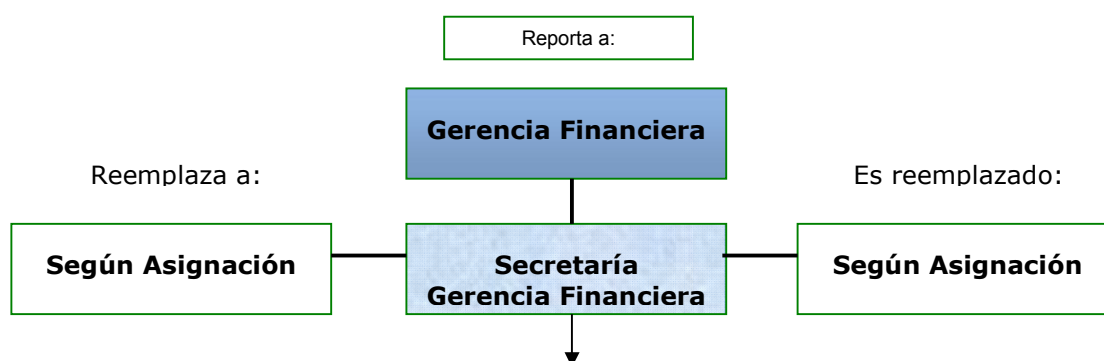 Reporta a:
Gerencia Financiera
Reemplaza a:
Es reemplazado:
Según Asignación
Secretaría
Gerencia Financiera
Según Asignación